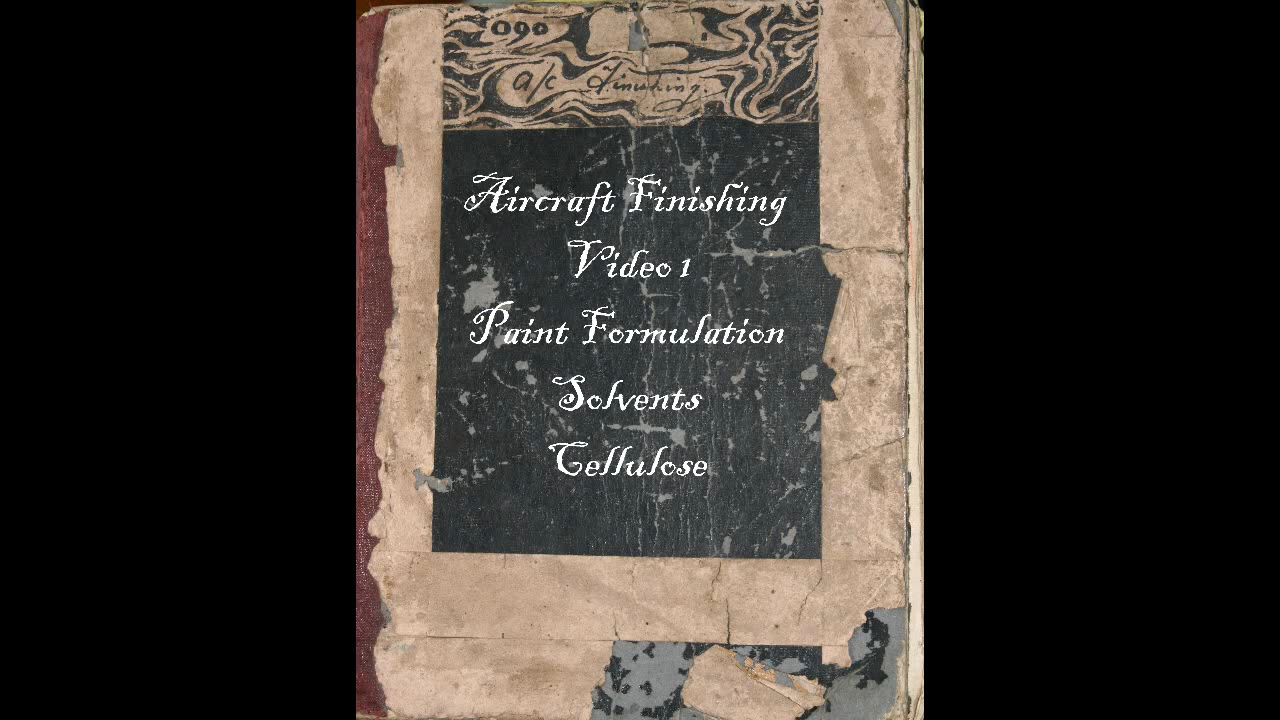 090
a/c Finishing.
Aircraft Finishing
Video 1
Paint Formulation
Solvents
Cellulose